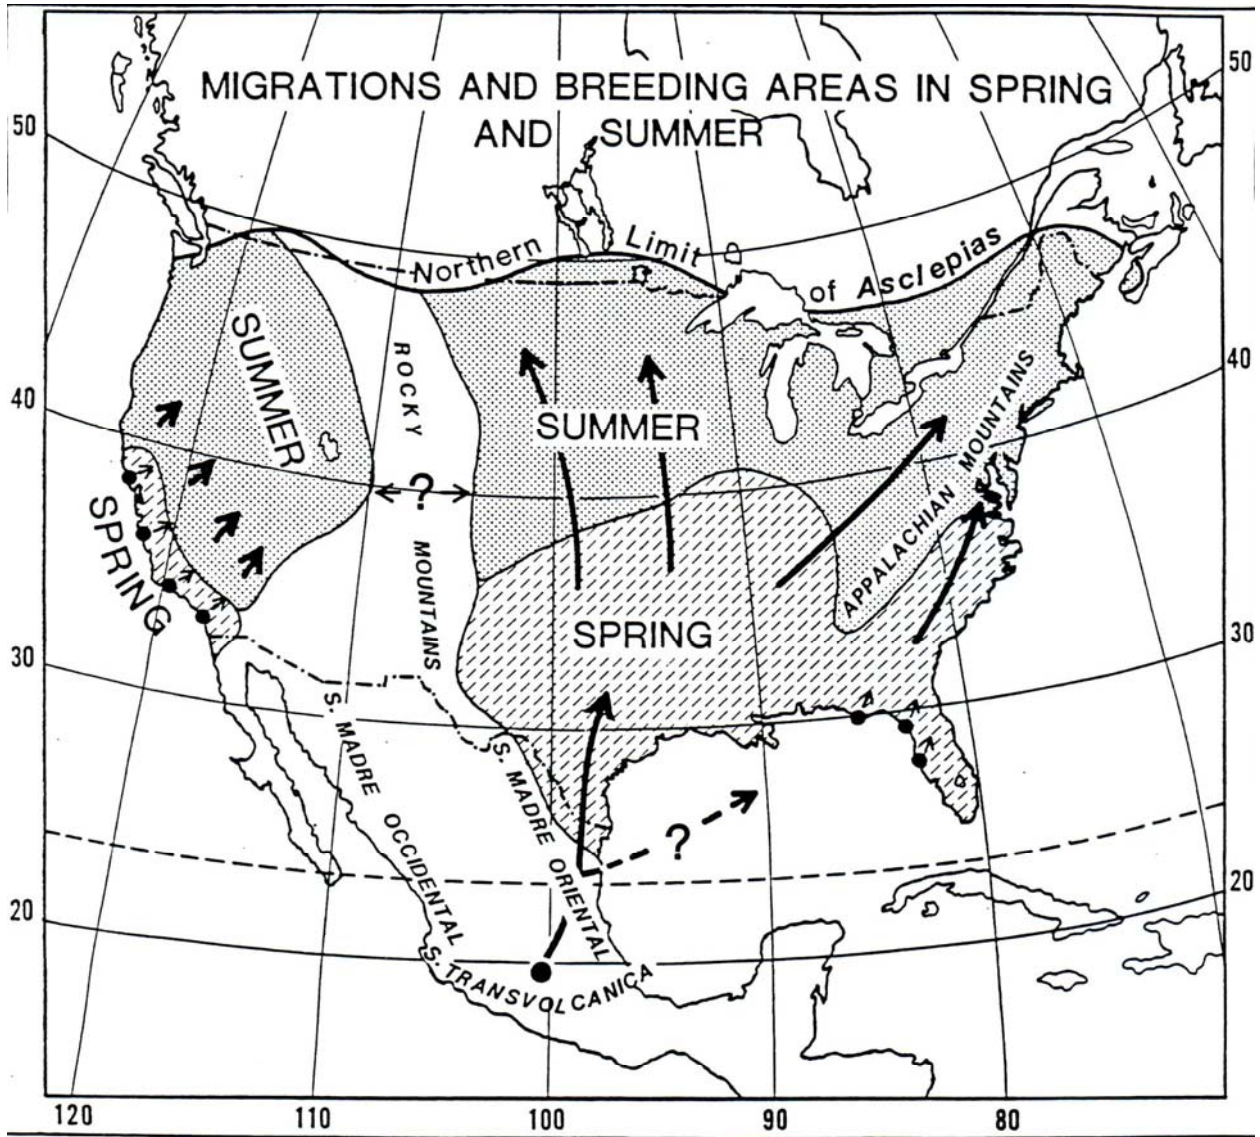 MIGRATIONS AND BREEDING AREAS IN SPRING
AND SUMMER
50
50
Northern Limit of Asclepias
SUMMER
ROCKY
MOUNTAINS
40
40
SUMMER
APPALACHIAN MOUNTAINS
?
SPRING
SPRING
30
30
S. MADRE OCCIDENTAL
S. MADRE ORIENTAL
?
20
20
S. TRANSVOLCANICA
120
110
100
90
80